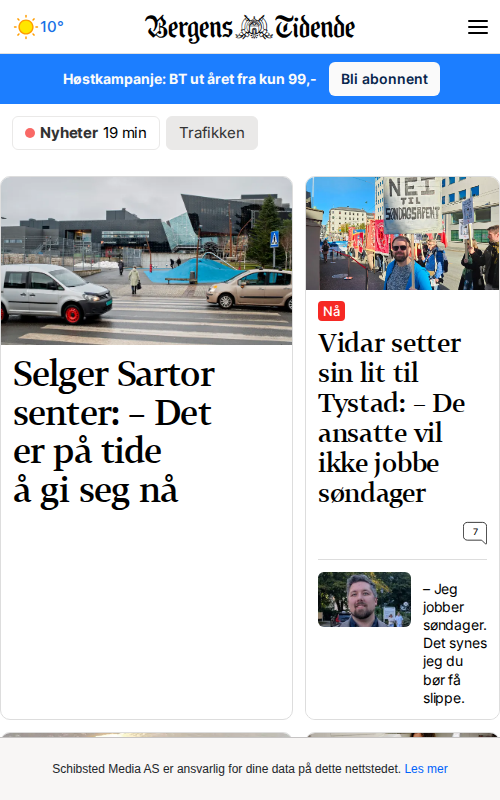 10°
Bergens Tidende
Høstkampanje: BT ut året fra kun 99,-
Bli abonnent
Nyheter 19 min
Trafikken
Selger Sartor
senter: – Det
er på tide
å gi seg nå
NEI
TIL
SØNDAGSÅPENT
Nå
Vidar setter
sin lit til
Tystad: – De
ansatte vil
ikke jobbe
søndager
7
– Jeg
jobber
søndager.
Det synes
jeg du
bør få
slippe.
Schibsted Media AS er ansvarlig for dine data på dette nettstedet. Les mer